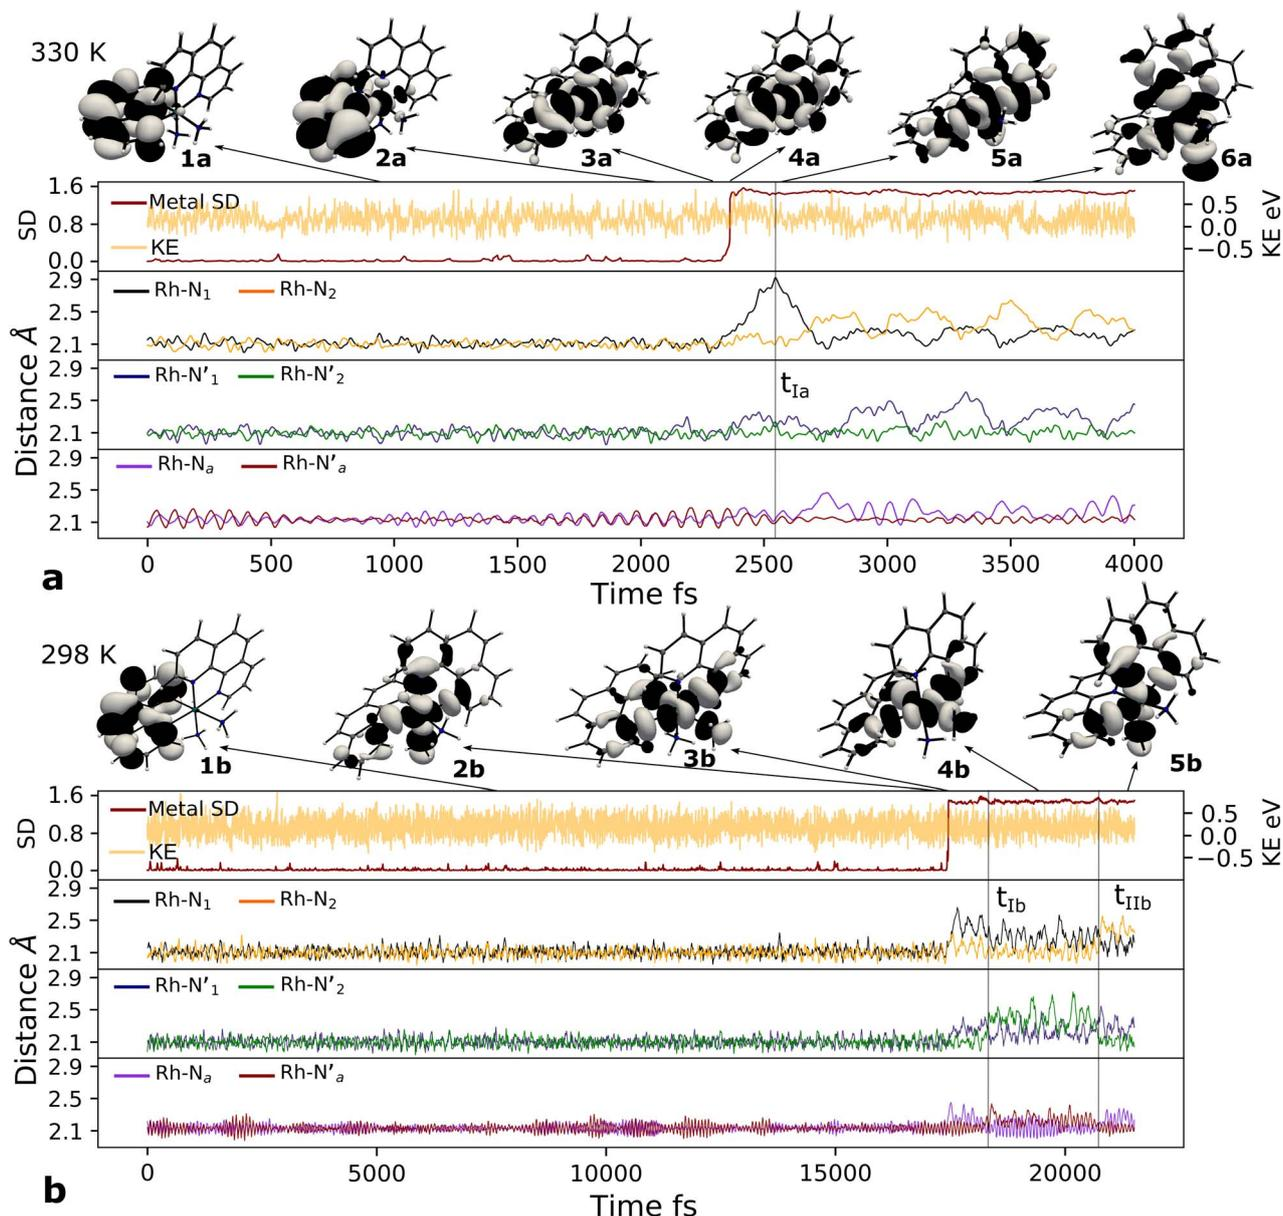 330 K
1a 2a 3a 4a 5a 6a
1.6
0.8
0.0
SD
Metal SD
KE
0.5
0.0
−0.5
KE eV
2.9
2.5
2.1
Rh-N₁ Rh-N₂
2.9
2.5
2.1
Rh-N'₁ Rh-N'₂
t_Ia
2.9
2.5
2.1
Rh-Nₐ Rh-N'ₐ
Distance Å
0 500 1000 1500 2000 2500 3000 3500 4000
Time fs
a
298 K
1b 2b 3b 4b 5b
1.6
0.8
0.0
SD
Metal SD
KE
0.5
0.0
−0.5
KE eV
2.9
2.5
2.1
Rh-N₁ Rh-N₂
t_Ib t_IIb
2.9
2.5
2.1
Rh-N'₁ Rh-N'₂
2.9
2.5
2.1
Rh-Nₐ Rh-N'ₐ
Distance Å
0 5000 10000 15000 20000
Time fs
b